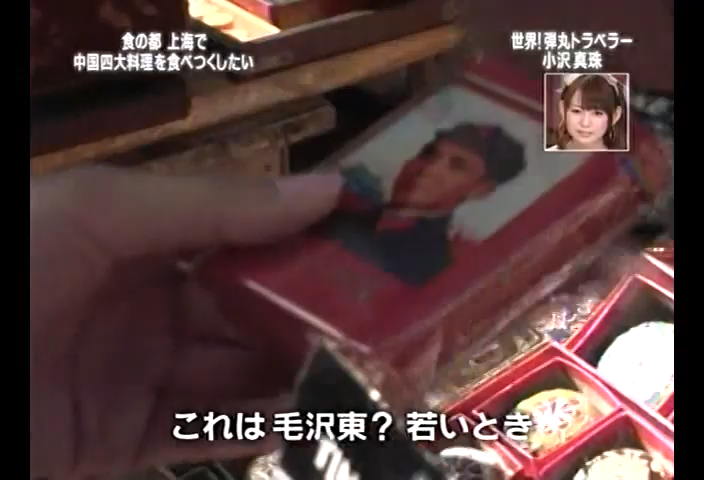 食の都 上海で
中国四大料理を食べつくしたい
世界!弾丸トラベラー
小沢 真珠
これは 毛沢東? 若いとき